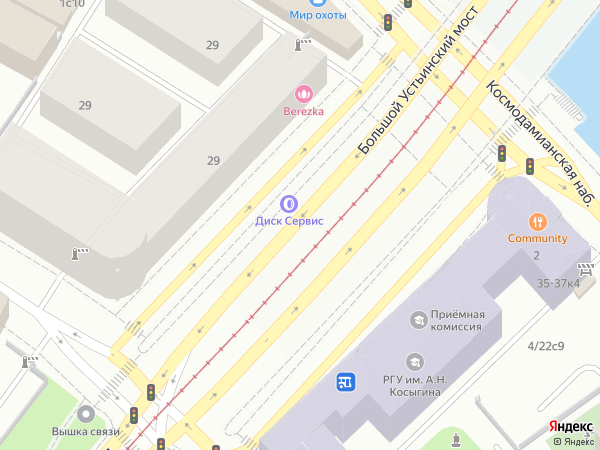 1с10
Мир охоты
29
Большой Устьинский мост
29
Berezka
Космодамианская наб.
29
Диск Сервис
Community
2
35-37к4
Приёмная
комиссия
4/22с9
РГУ им. А.Н.
Косыгина
Вышка связи
Яндекс
© Яндекс